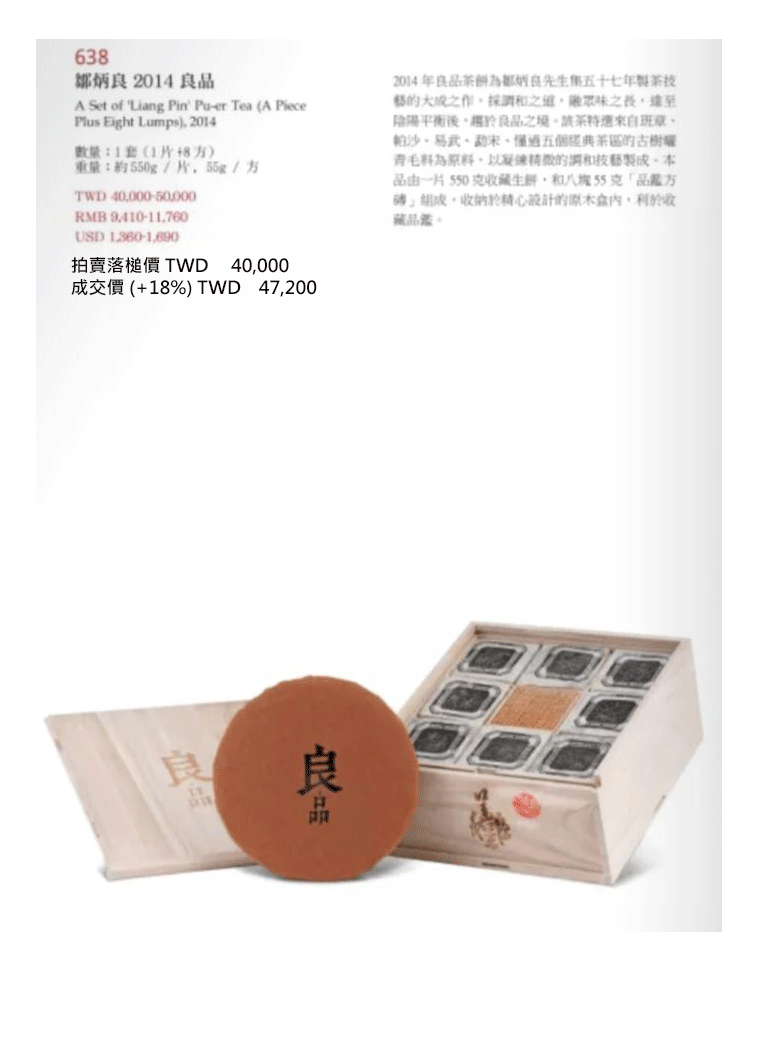 638
鄒炳良 2014 良品
A Set of 'Liang Pin' Pu-er Tea (A Piece
Plus Eight Lumps), 2014
數量：1 套（1 片 +8 方）
重量：約 550g / 片，55g / 方
TWD 40,000-50,000
RMB 9,410-11,760
USD 1,360-1,690
拍賣落槌價 TWD 40,000
成交價 (+18%) TWD 47,200
2014 年良品茶餅為鄒炳良先生集五十七年製茶技
藝的大成之作，採調和之道，融眾味之長，達至
陰陽平衡後，趨於良品之境。該茶特選來自班章、
帕沙、易武、勐宋、懂過五個經典茶區的古樹曬
青毛料為原料，以凝鍊精微的調和技藝製成。本
品由一片 550 克收藏生餅，和八塊 55 克「品鑑方
磚」組成，收納於精心設計的原木盒內，利於收
藏品鑑。
良品
良
品